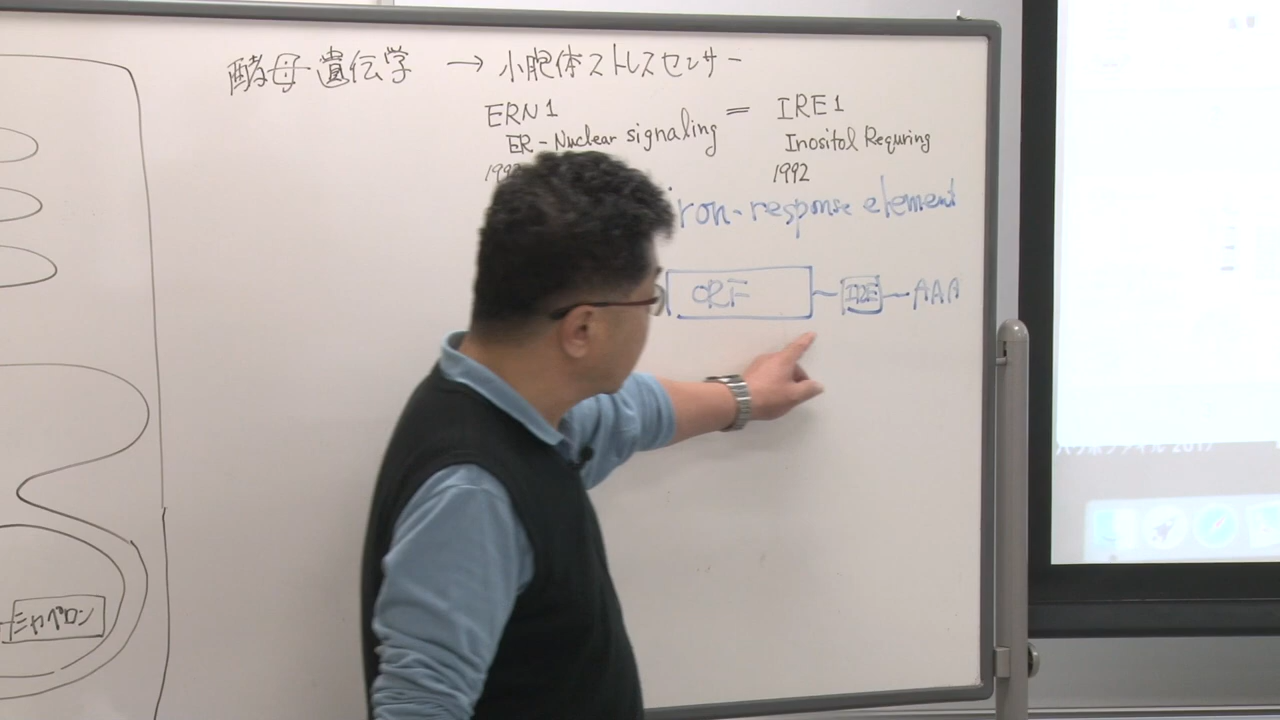 酵母遺伝学 → 小胞体ストレスセンサー
ERN1 = IRE1
ER-Nuclear signaling Inositol Requring
1992
iron-response element
ORF IRE AAA
シャペロン